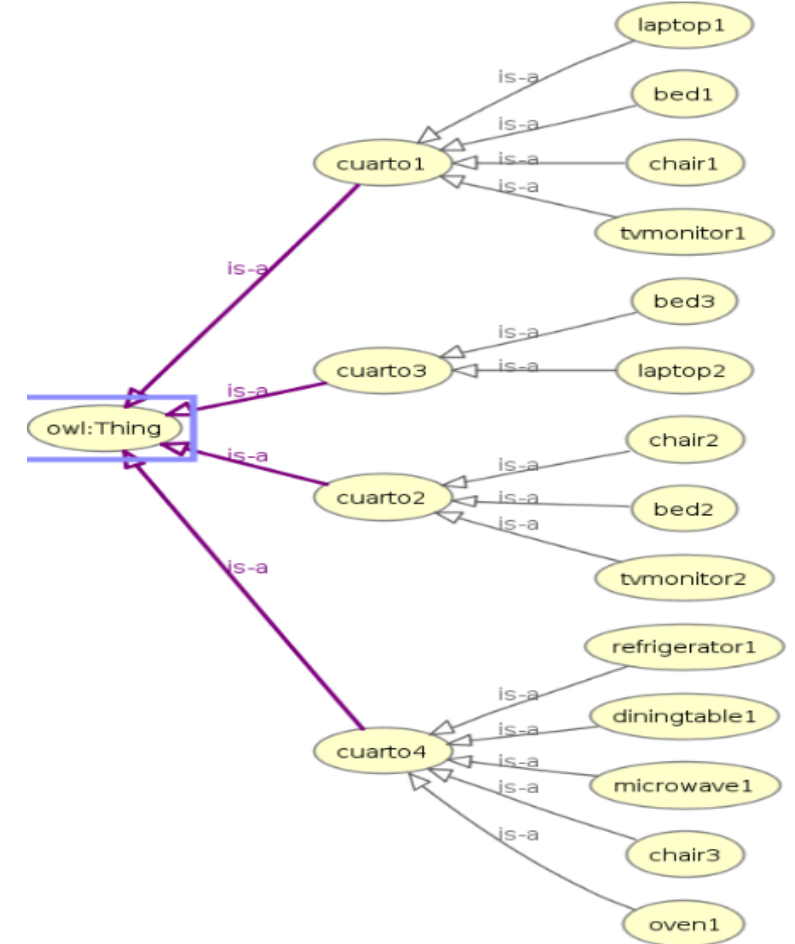 laptop1
is-a
bed1
is-a
cuarto1
is-a
chair1
is-a
tvmonitor1
is-a
bed3
is-a
cuarto3
is-a
laptop2
is-a
owl:Thing
chair2
is-a
is-a
cuarto2
is-a
bed2
is-a
tvmonitor2
is-a
refrigerator1
is-a
diningtable1
is-a
cuarto4
is-a
microwave1
is-a
chair3
is-a
oven1